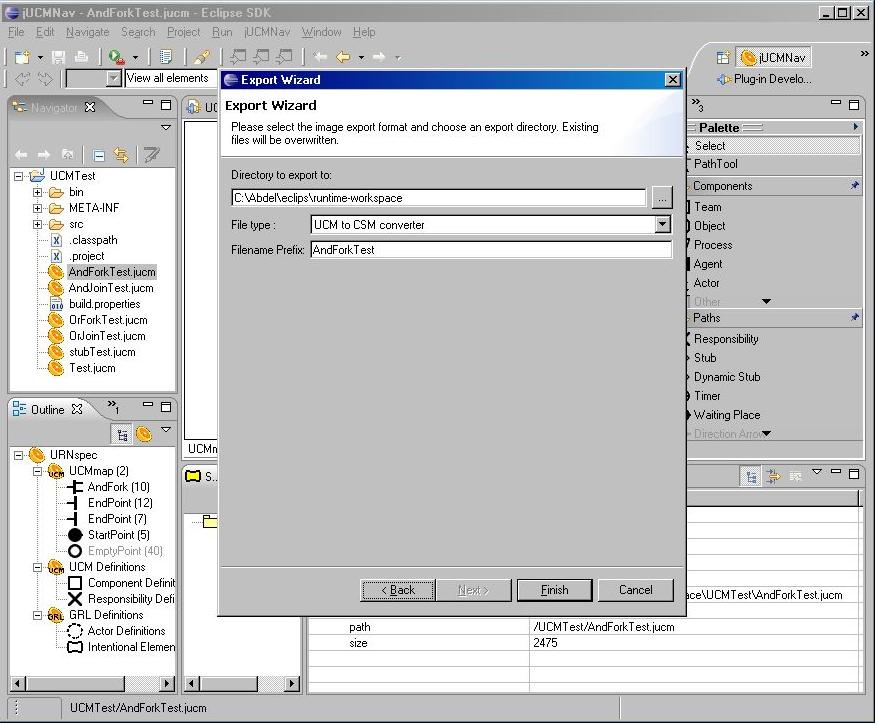 jUCMNav - AndForkTest.jucm - Eclipse SDK
File Edit Navigate Search Project Run jUCMNav Window Help
jUCMNav
View all elements
Plug-in Develo...
Navigator
UCMTest
bin
META-INF
src
.classpath
.project
AndForkTest.jucm
AndJoinTest.jucm
build.properties
OrForkTest.jucm
OrJoinTest.jucm
stubTest.jucm
Test.jucm
Outline
1
URNspec
UCMmap (2)
AndFork (10)
EndPoint (12)
EndPoint (7)
StartPoint (5)
EmptyPoint (40)
UCM Definitions
Component Definit
Responsibility Defi
GRL Definitions
Actor Definitions
Intentional Elemen
UC
UCMm
S...
Export Wizard
Export Wizard
Please select the image export format and choose an export directory. Existing
files will be overwritten.
Directory to export to:
C:\Abdel\eclips\runtime-workspace
...
File type : UCM to CSM converter
Filename Prefix: AndForkTest
< Back Next > Finish Cancel
3
Palette
Select
PathTool
Components
Team
Object
Process
Agent
Actor
Other
Paths
Responsibility
Stub
Dynamic Stub
Timer
Waiting Place
Direction Arrow
ace\UCMTest\AndForkTest.jucm
path /UCMTest/AndForkTest.jucm
size 2475
UCMTest/AndForkTest.jucm